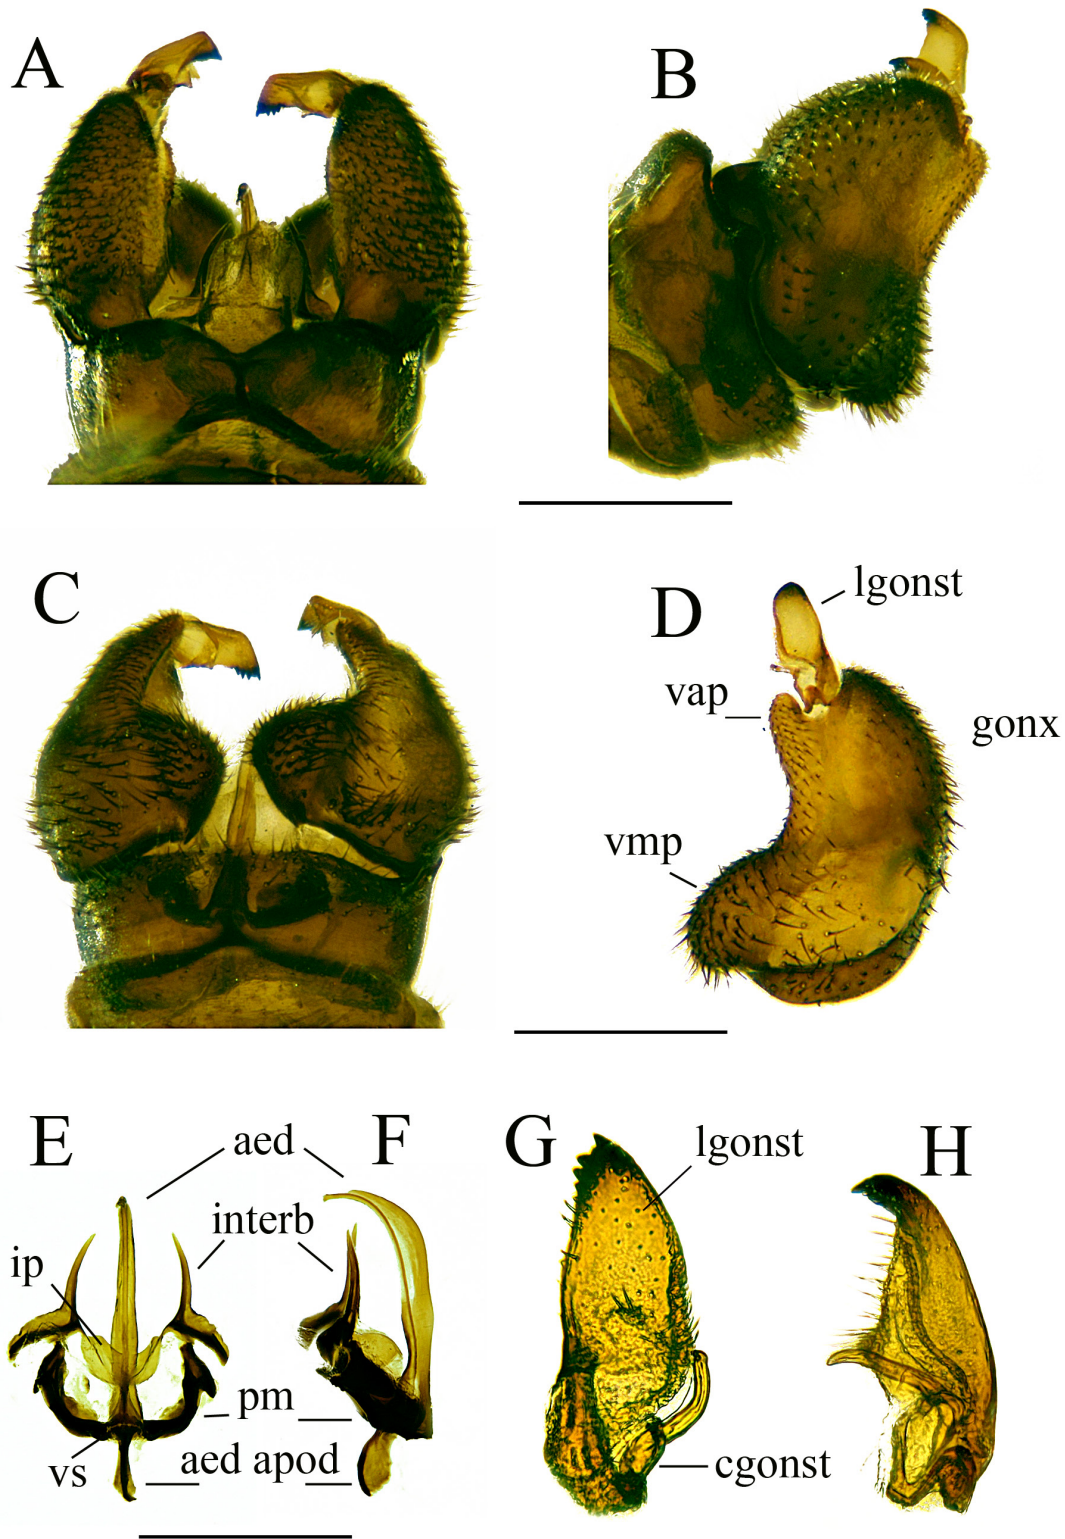 A
B
C
D
lgonst
vap
gonx
vmp
E
aed
F
interb
ip
pm
vs
aed apod
G
lgonst
H
cgonst